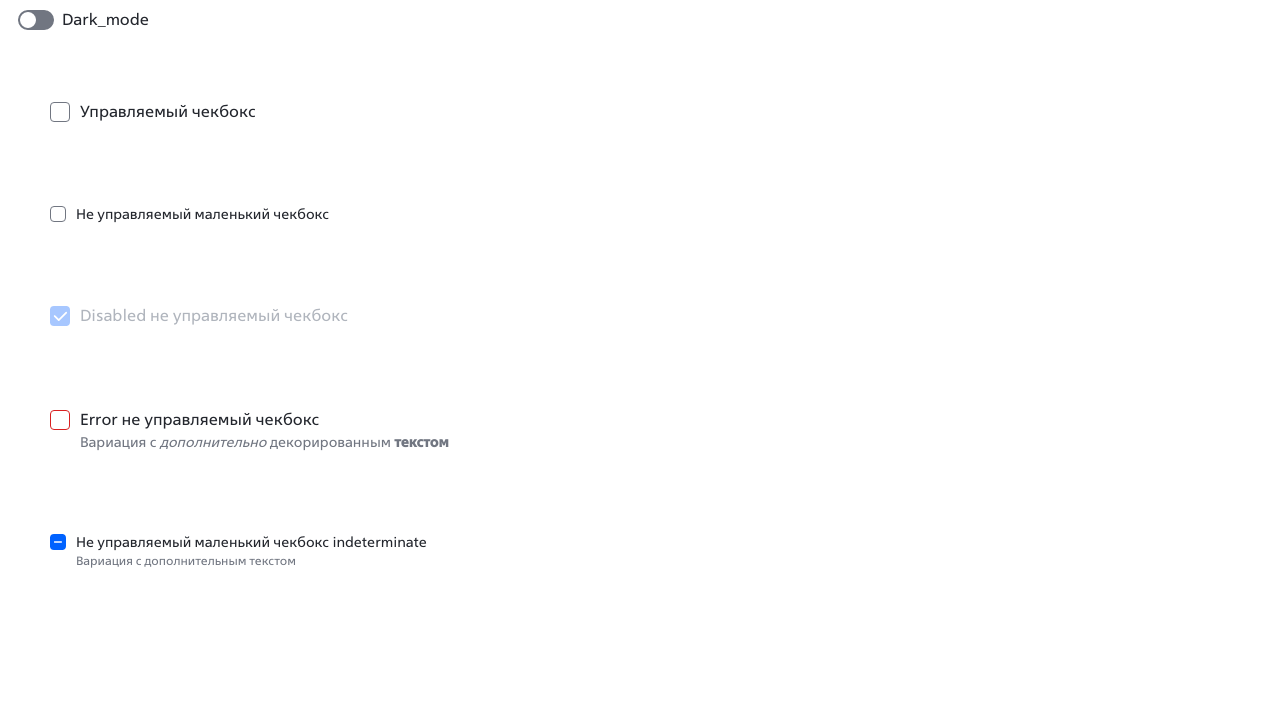 Dark_mode
Управляемый чекбокс
Не управляемый маленький чекбокс
Disabled не управляемый чекбокс
Error не управляемый чекбокс
Вариация с дополнительно декорированным текстом
Не управляемый маленький чекбокс indeterminate
Вариация с дополнительным текстом